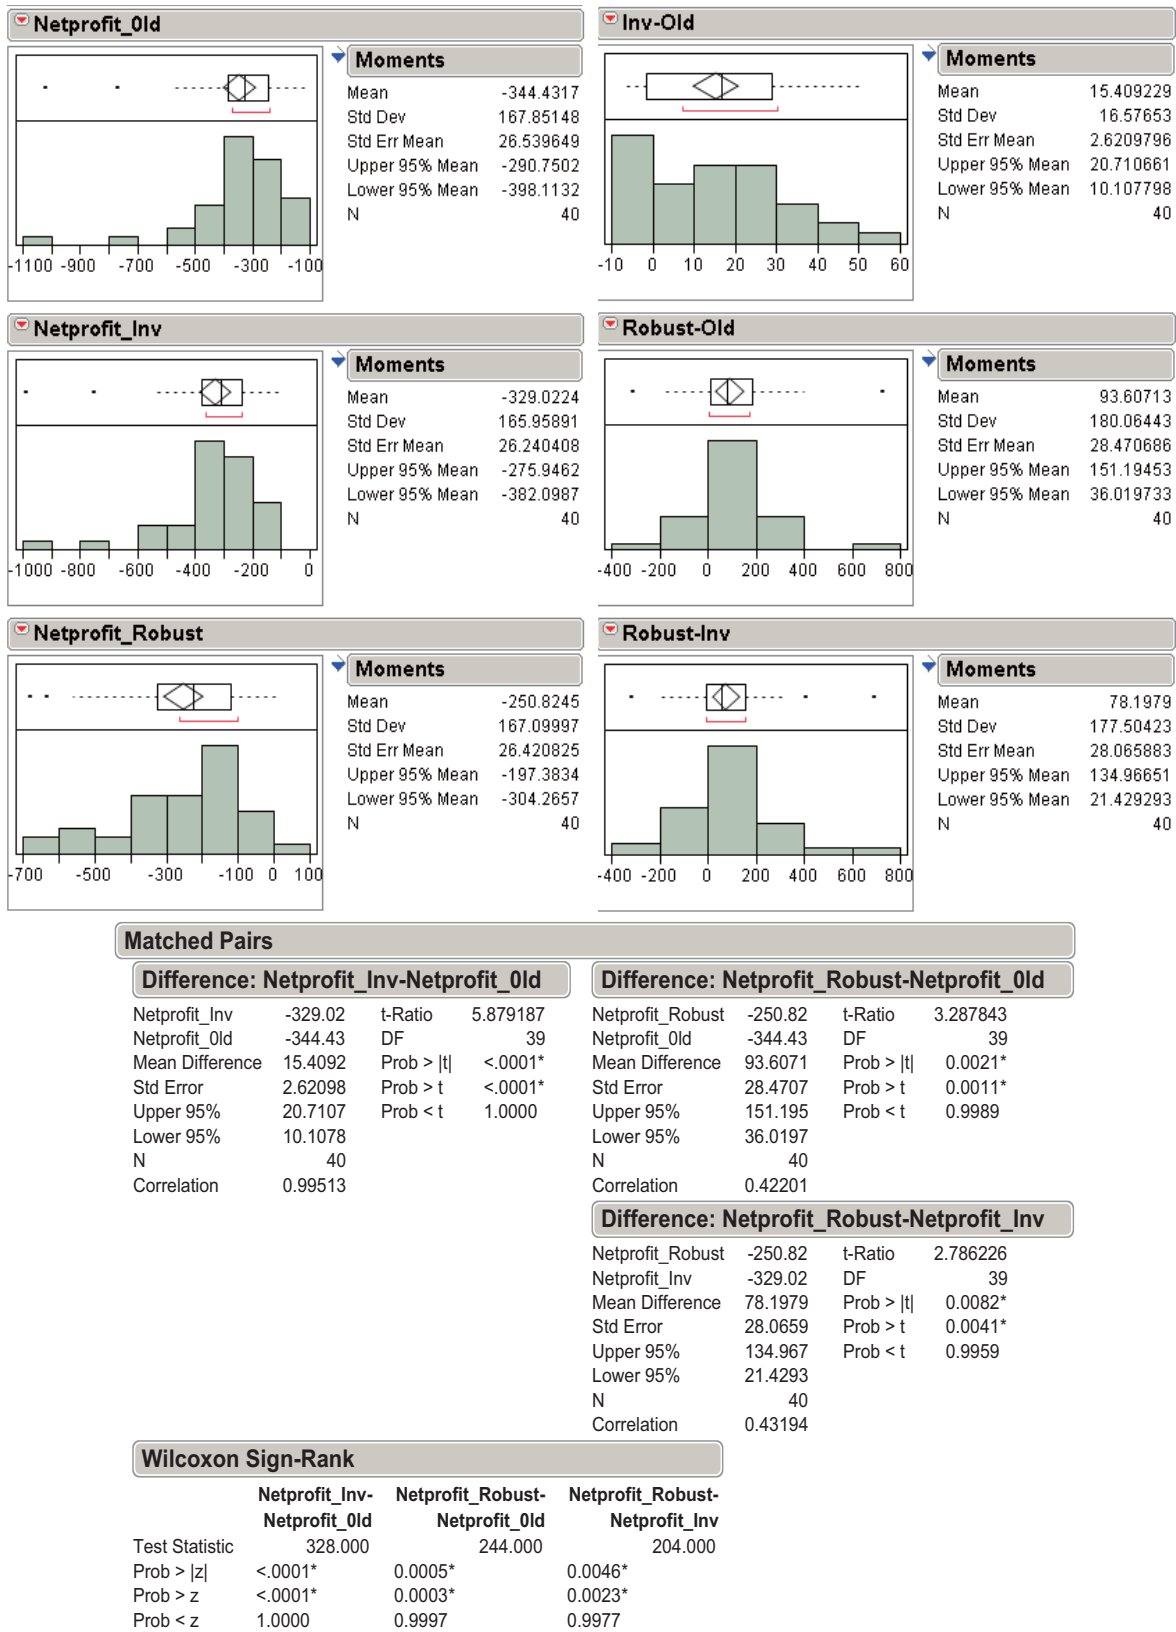 Netprofit_0ld
Moments
Mean -344.4317
Std Dev 167.85148
Std Err Mean 26.539649
Upper 95% Mean -290.7502
Lower 95% Mean -398.1132
N 40
-1100 -900 -700 -500 -300 -100
Inv-Old
Moments
Mean 15.409229
Std Dev 16.57653
Std Err Mean 2.6209796
Upper 95% Mean 20.710661
Lower 95% Mean 10.107798
N 40
-10 0 10 20 30 40 50 60
Netprofit_Inv
Moments
Mean -329.0224
Std Dev 165.95891
Std Err Mean 26.240408
Upper 95% Mean -275.9462
Lower 95% Mean -382.0987
N 40
-1000 -800 -600 -400 -200 0
Robust-Old
Moments
Mean 93.60713
Std Dev 180.06443
Std Err Mean 28.470686
Upper 95% Mean 151.19453
Lower 95% Mean 36.019733
N 40
-400 -200 0 200 400 600 800
Netprofit_Robust
Moments
Mean -250.8245
Std Dev 167.09997
Std Err Mean 26.420825
Upper 95% Mean -197.3834
Lower 95% Mean -304.2657
N 40
-700 -500 -300 -100 0 100
Robust-Inv
Moments
Mean 78.1979
Std Dev 177.50423
Std Err Mean 28.065883
Upper 95% Mean 134.96651
Lower 95% Mean 21.429293
N 40
-400 -200 0 200 400 600 800
Matched Pairs
Difference: Netprofit_Inv-Netprofit_0ld
Netprofit_Inv -329.02 t-Ratio 5.879187
Netprofit_0ld -344.43 DF 39
Mean Difference 15.4092 Prob > |t| <.0001*
Std Error 2.62098 Prob > t <.0001*
Upper 95% 20.7107 Prob < t 1.0000
Lower 95% 10.1078
N 40
Correlation 0.99513
Difference: Netprofit_Robust-Netprofit_0ld
Netprofit_Robust -250.82 t-Ratio 3.287843
Netprofit_0ld -344.43 DF 39
Mean Difference 93.6071 Prob > |t| 0.0021*
Std Error 28.4707 Prob > t 0.0011*
Upper 95% 151.195 Prob < t 0.9989
Lower 95% 36.0197
N 40
Correlation 0.42201
Difference: Netprofit_Robust-Netprofit_Inv
Netprofit_Robust -250.82 t-Ratio 2.786226
Netprofit_Inv -329.02 DF 39
Mean Difference 78.1979 Prob > |t| 0.0082*
Std Error 28.0659 Prob > t 0.0041*
Upper 95% 134.967 Prob < t 0.9959
Lower 95% 21.4293
N 40
Correlation 0.43194
Wilcoxon Sign-Rank
Netprofit_Inv- Netprofit_Robust- Netprofit_Robust-
Netprofit_0ld Netprofit_0ld Netprofit_Inv
Test Statistic 328.000 244.000 204.000
Prob > |z| <.0001* 0.0005* 0.0046*
Prob > z <.0001* 0.0003* 0.0023*
Prob < z 1.0000 0.9997 0.9977